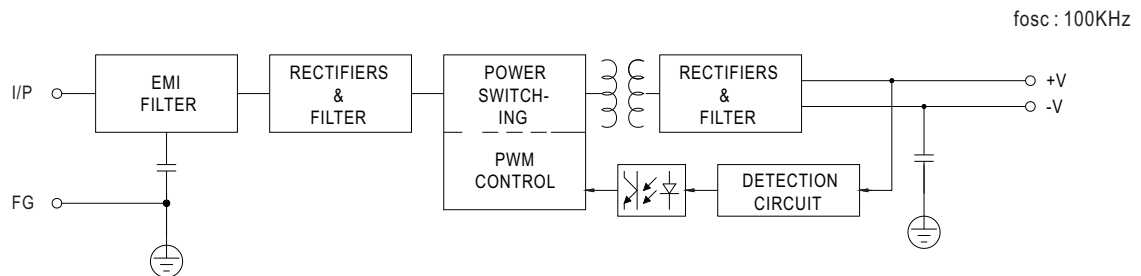 fosc : 100KHz
I/P
EMI
FILTER
RECTIFIERS
&
FILTER
POWER
SWITCH-
ING
PWM
CONTROL
RECTIFIERS
&
FILTER
+V
-V
DETECTION
CIRCUIT
FG